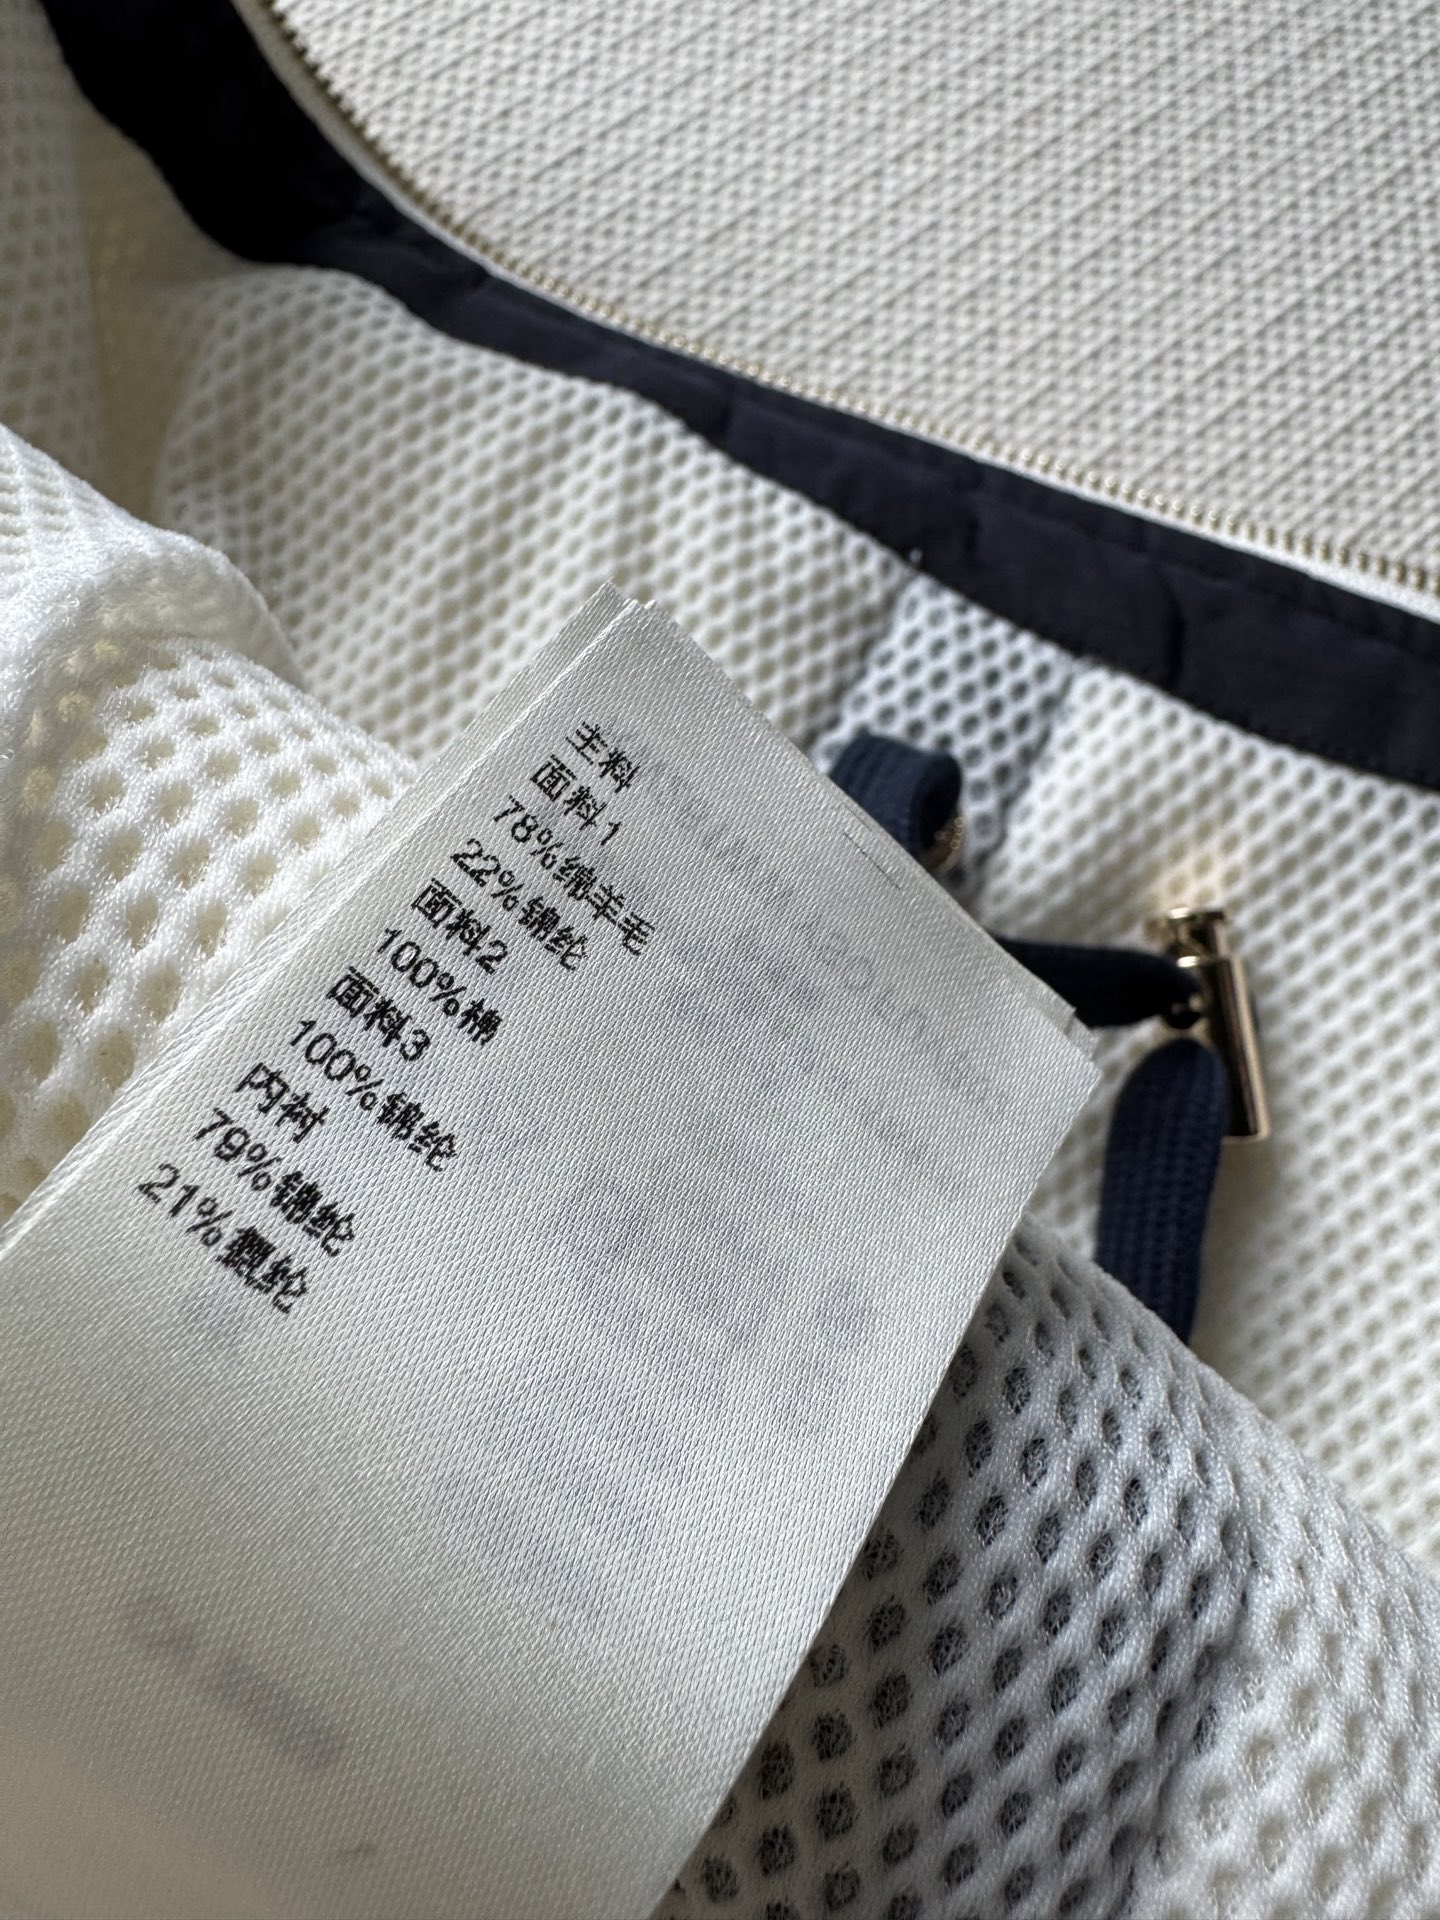 主料
面料1
78%绵羊毛
22%锦纶
面料2
100%棉
面料3
100%锦纶
内衬
79%锦纶
21%氨纶